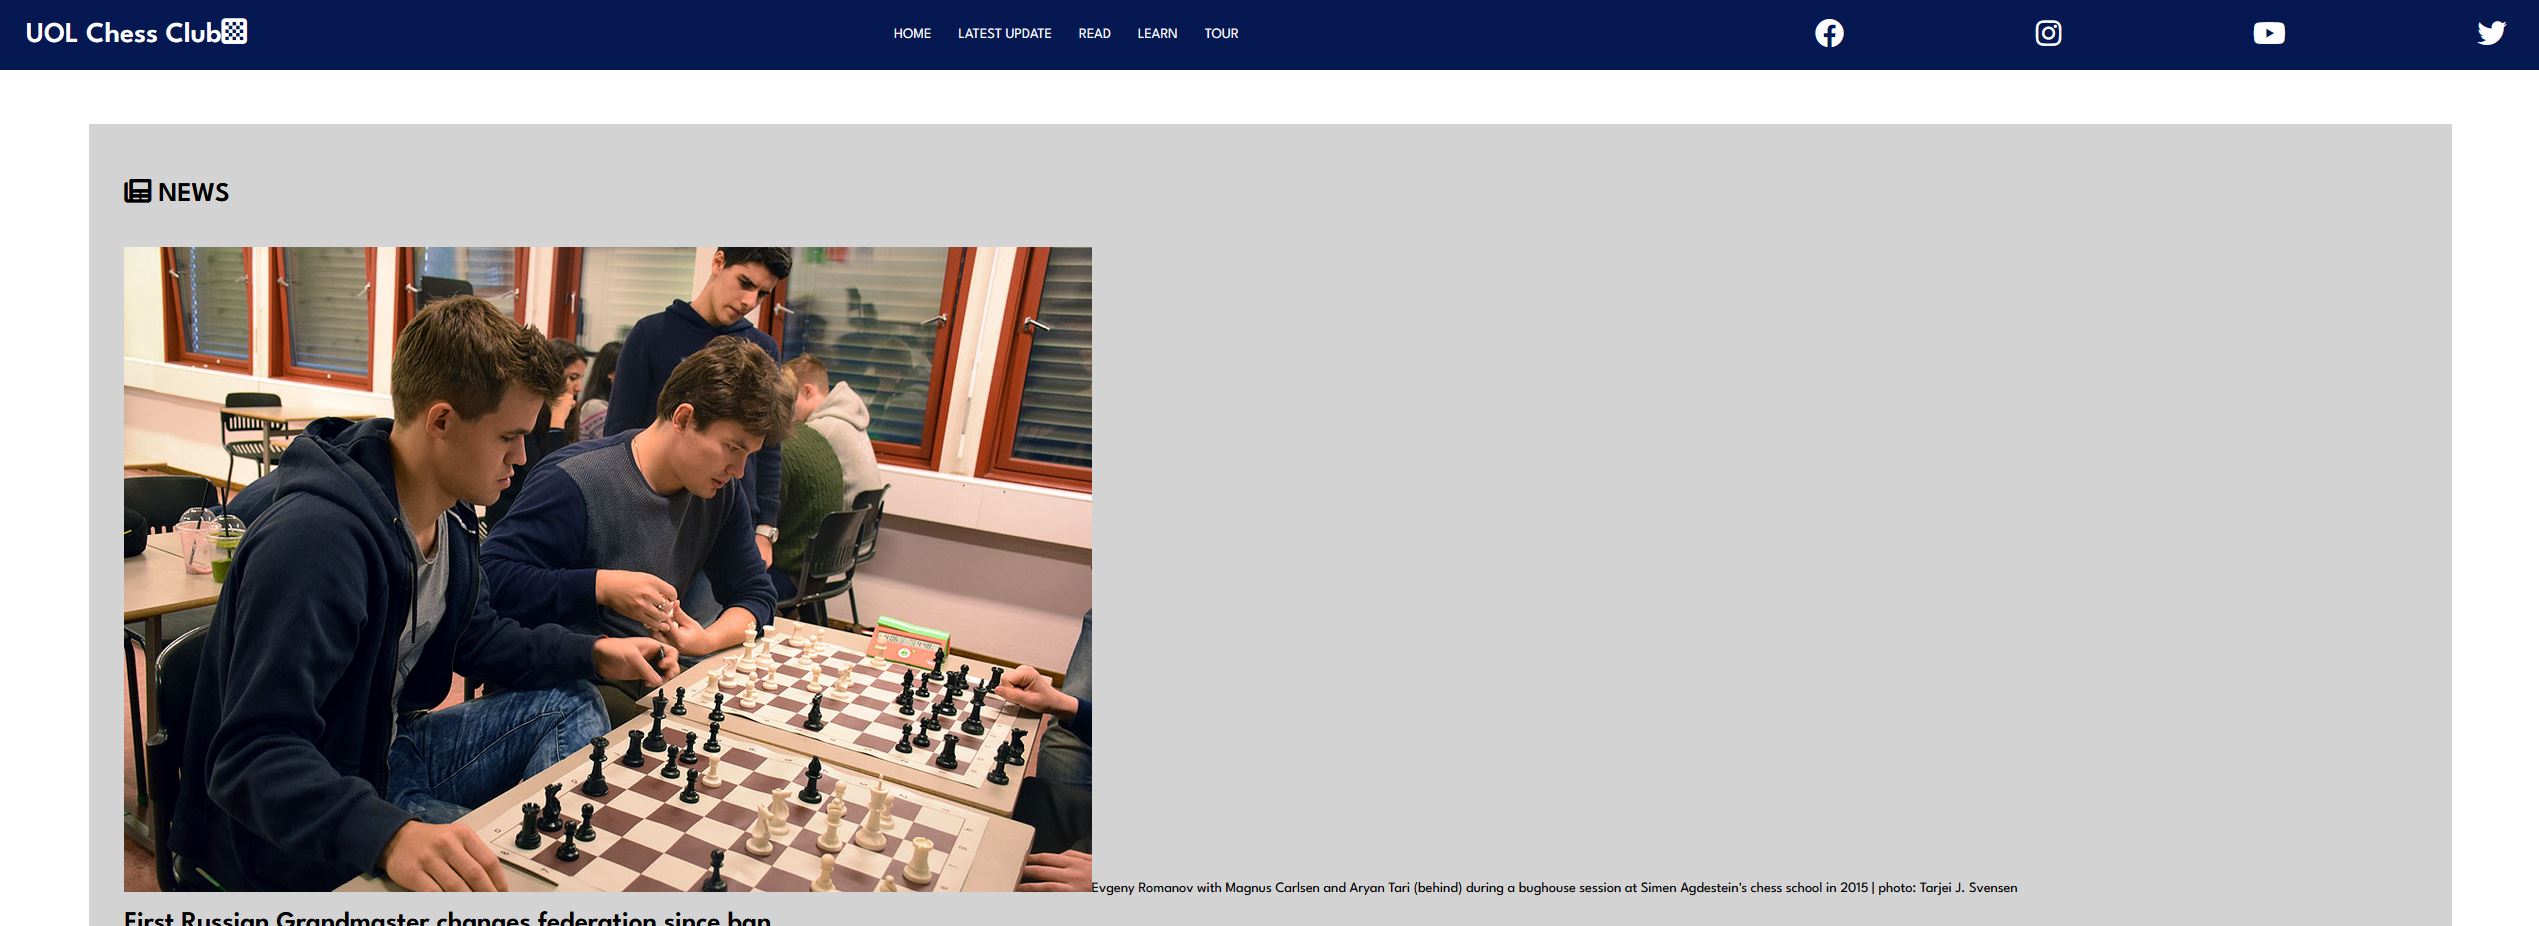 UOL Chess Club
HOME LATEST UPDATE READ LEARN TOUR
NEWS
Evgeny Romanov with Magnus Carlsen and Aryan Tari (behind) during a bughouse session at Simen Agdestein's chess school in 2015 | photo: Tarjei J. Svensen
First Russian Grandmaster changes federation since ban